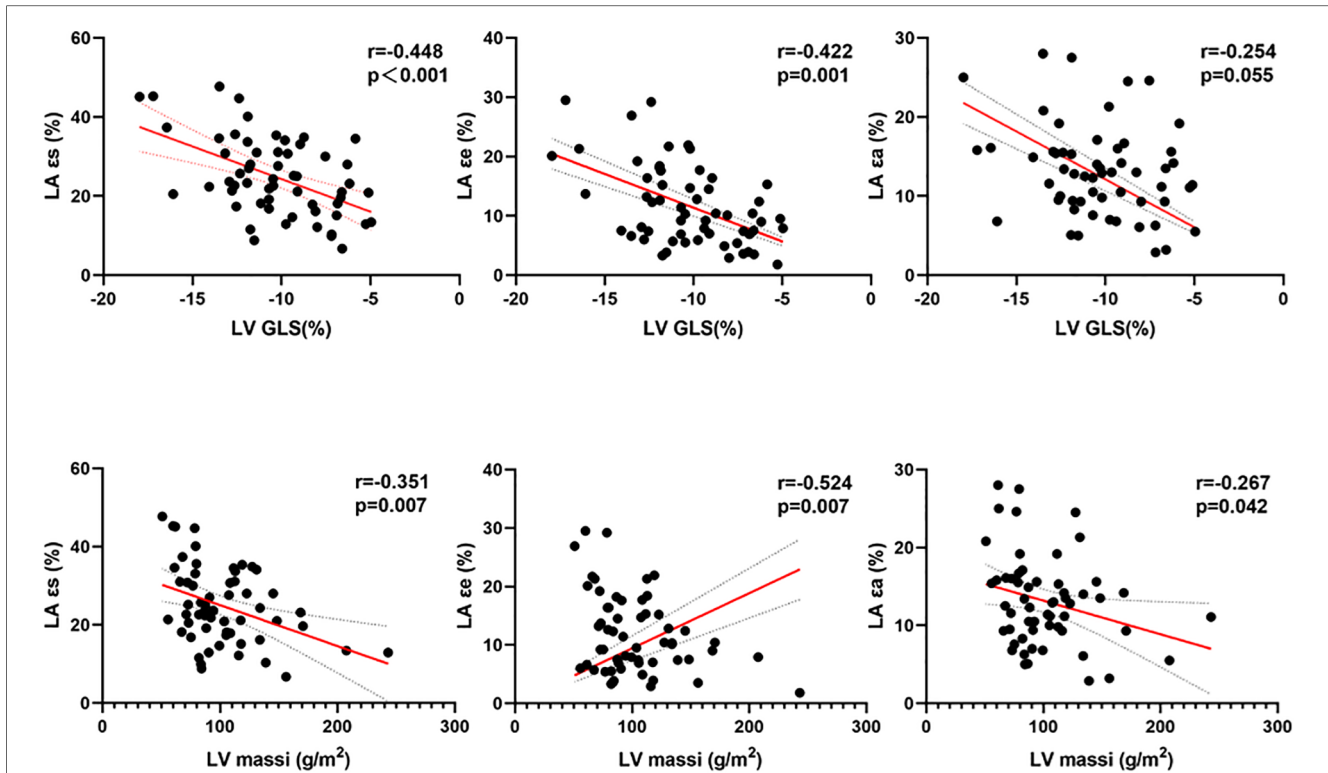 60
40
20
0
LA εs (%)
r=-0.448
p＜0.001
-20
-15
-10
-5
0
LV GLS(%)
40
30
20
10
0
LA εe (%)
r=-0.422
p=0.001
-20
-15
-10
-5
0
LV GLS(%)
30
20
10
0
LA εa (%)
r=-0.254
p=0.055
-20
-15
-10
-5
0
LV GLS(%)
60
40
20
0
LA εs (%)
r=-0.351
p=0.007
0
100
200
300
LV massi (g/m²)
40
30
20
10
0
LA εe (%)
r=-0.524
p=0.007
0
100
200
300
LV massi (g/m²)
30
20
10
0
LA εa (%)
r=-0.267
p=0.042
0
100
200
300
LV massi (g/m²)